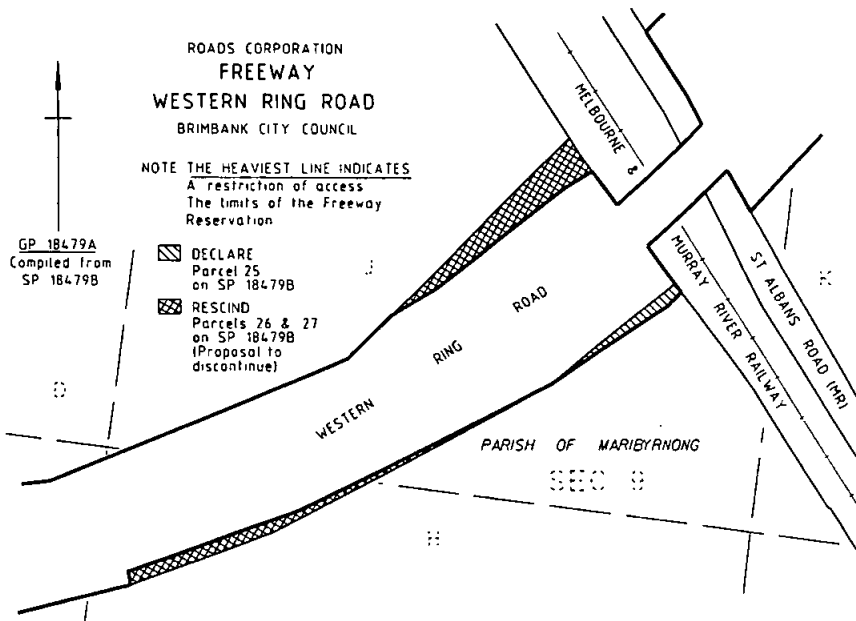 ROADS CORPORATION
FREEWAY
WESTERN RING ROAD
BRIMBANK CITY COUNCIL
NOTE THE HEAVIEST LINE INDICATES
A restriction of access
The limits of the Freeway
Reservation
GP 18479A
Compiled from
SP 18479B
DECLARE
Parcel 25
on SP 18479B
RESCIND
Parcels 26 & 27
on SP 18479B
(Proposal to
discontinue)
MELBOURNE &
MURRAY RIVER RAILWAY
ST ALBANS ROAD (MR)
WESTERN RING ROAD
J
K
O
H
PARISH OF MARIBYRNONG
SEC 9